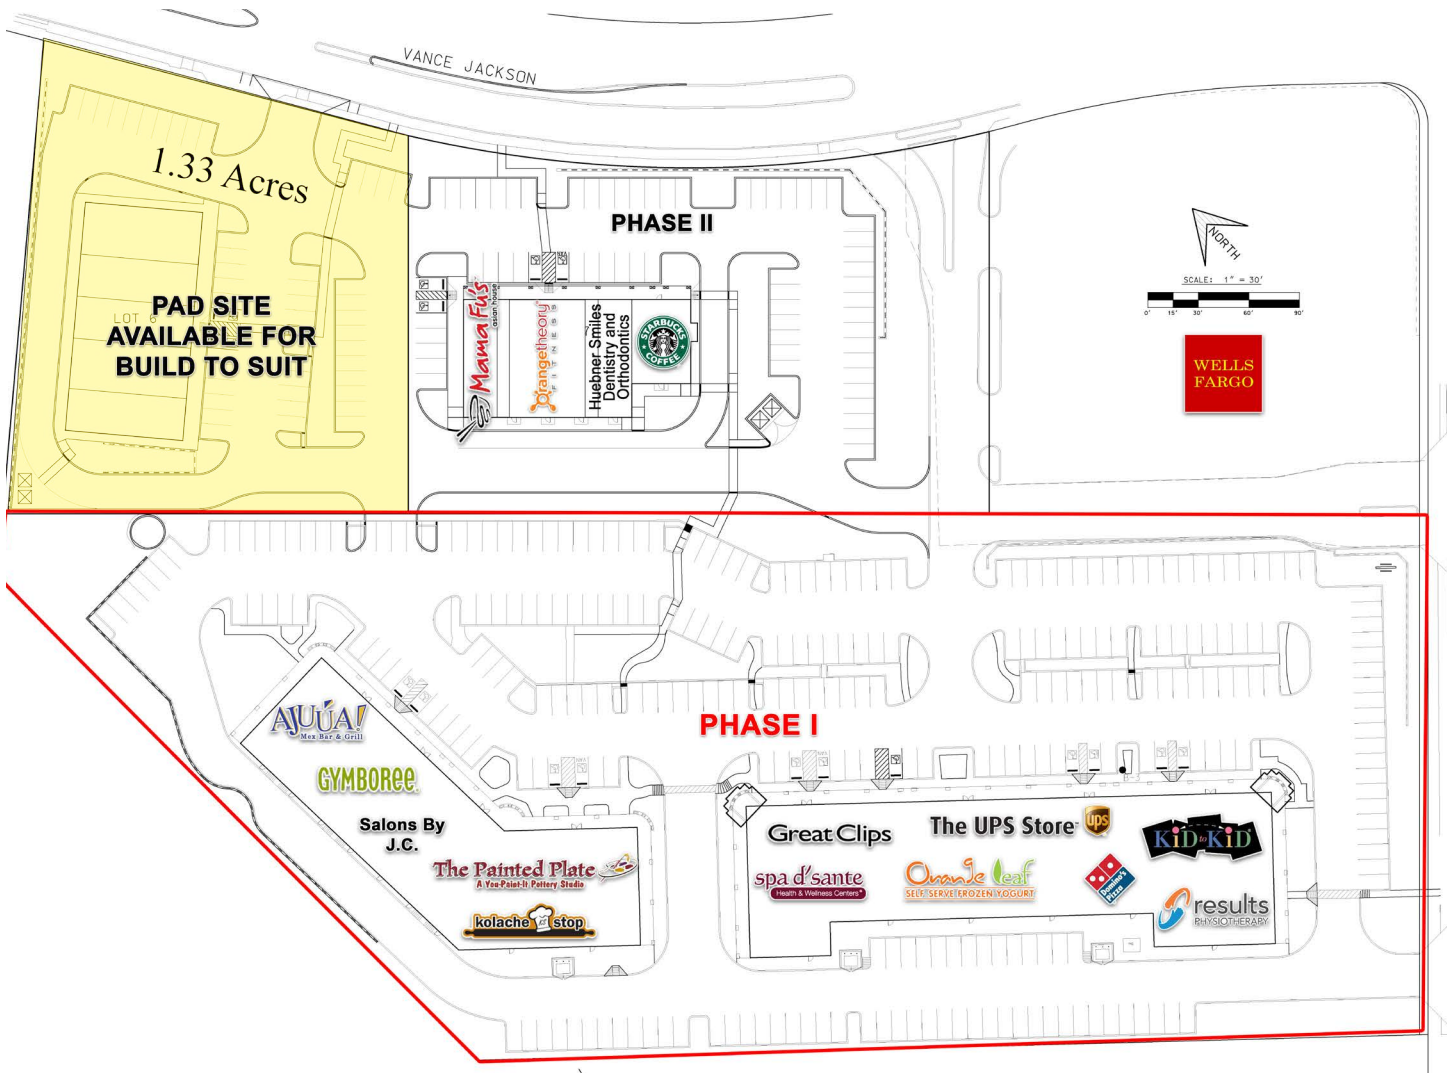 VANCE JACKSON
1.33 Acres
PHASE II
NORTH
SCALE: 1" = 30'
0' 15' 30' 60' 90'
LOT 6
PAD SITE
AVAILABLE FOR
BUILD TO SUIT
Mama Fu's
asian house
Orangetheory
FITNESS
Huebner Smiles
Dentistry and
Orthodontics
STARBUCKS
COFFEE
WELLS
FARGO
PHASE I
AJUÚA!
Mex Bar & Grill
GYMBOREE
Salons By
J.C.
The Painted Plate
A You-Paint-It Pottery Studio
kolache stop
Great Clips
The UPS Store
ups
KiD to KiD
spa d'sante
Health & Wellness Centers
Orange Leaf
SELF SERVE FROZEN YOGURT
Domino's
Pizza
results
PHYSIOTHERAPY